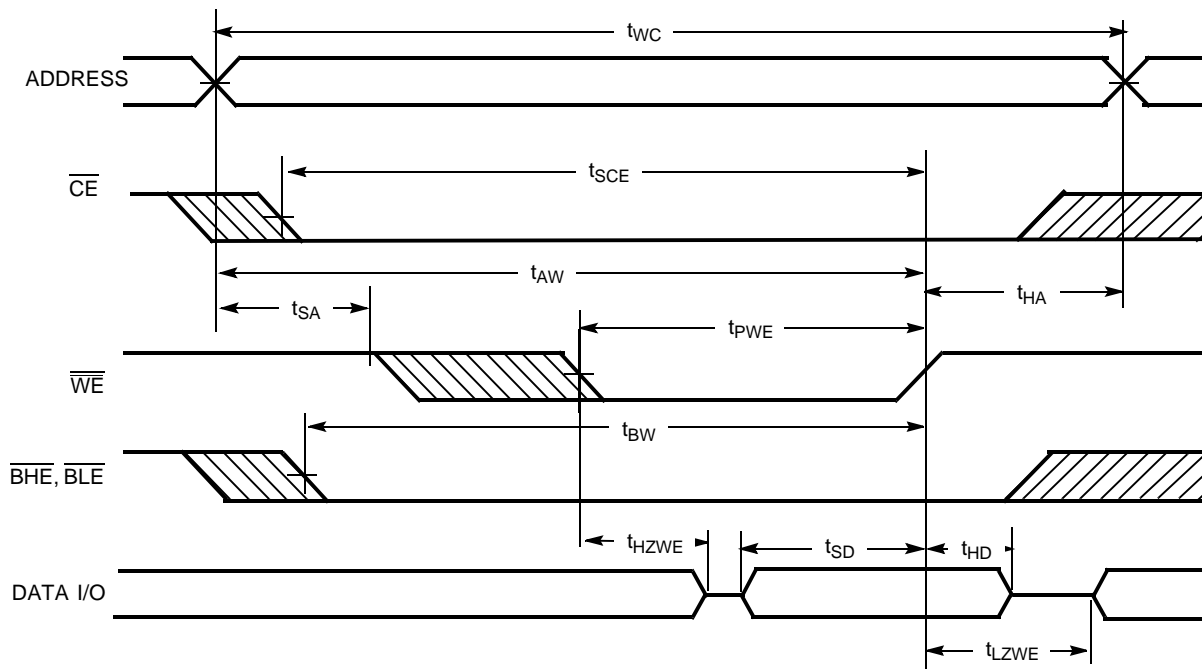 tWC
ADDRESS
tSCE
CE
tAW
tSA
tHA
tPWE
WE
tBW
BHE, BLE
tHZWE
tSD
tHD
DATA I/O
tLZWE